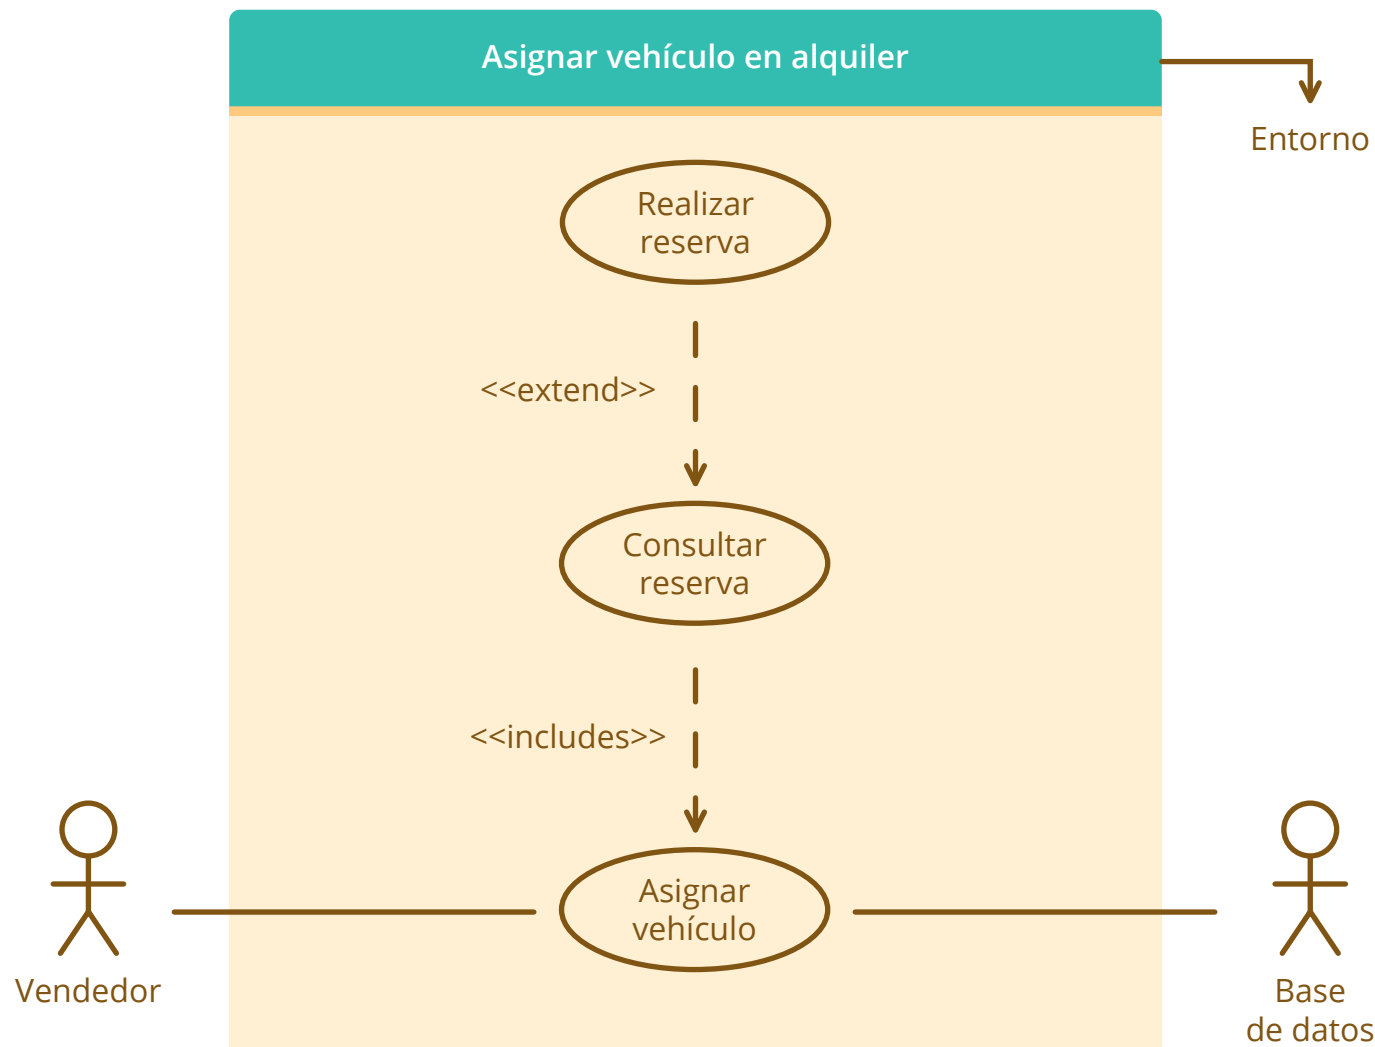 Asignar vehículo en alquiler
Entorno
Realizar
reserva
<<extend>>
Consultar
reserva
<<includes>>
Asignar
vehículo
Vendedor
Base
de datos